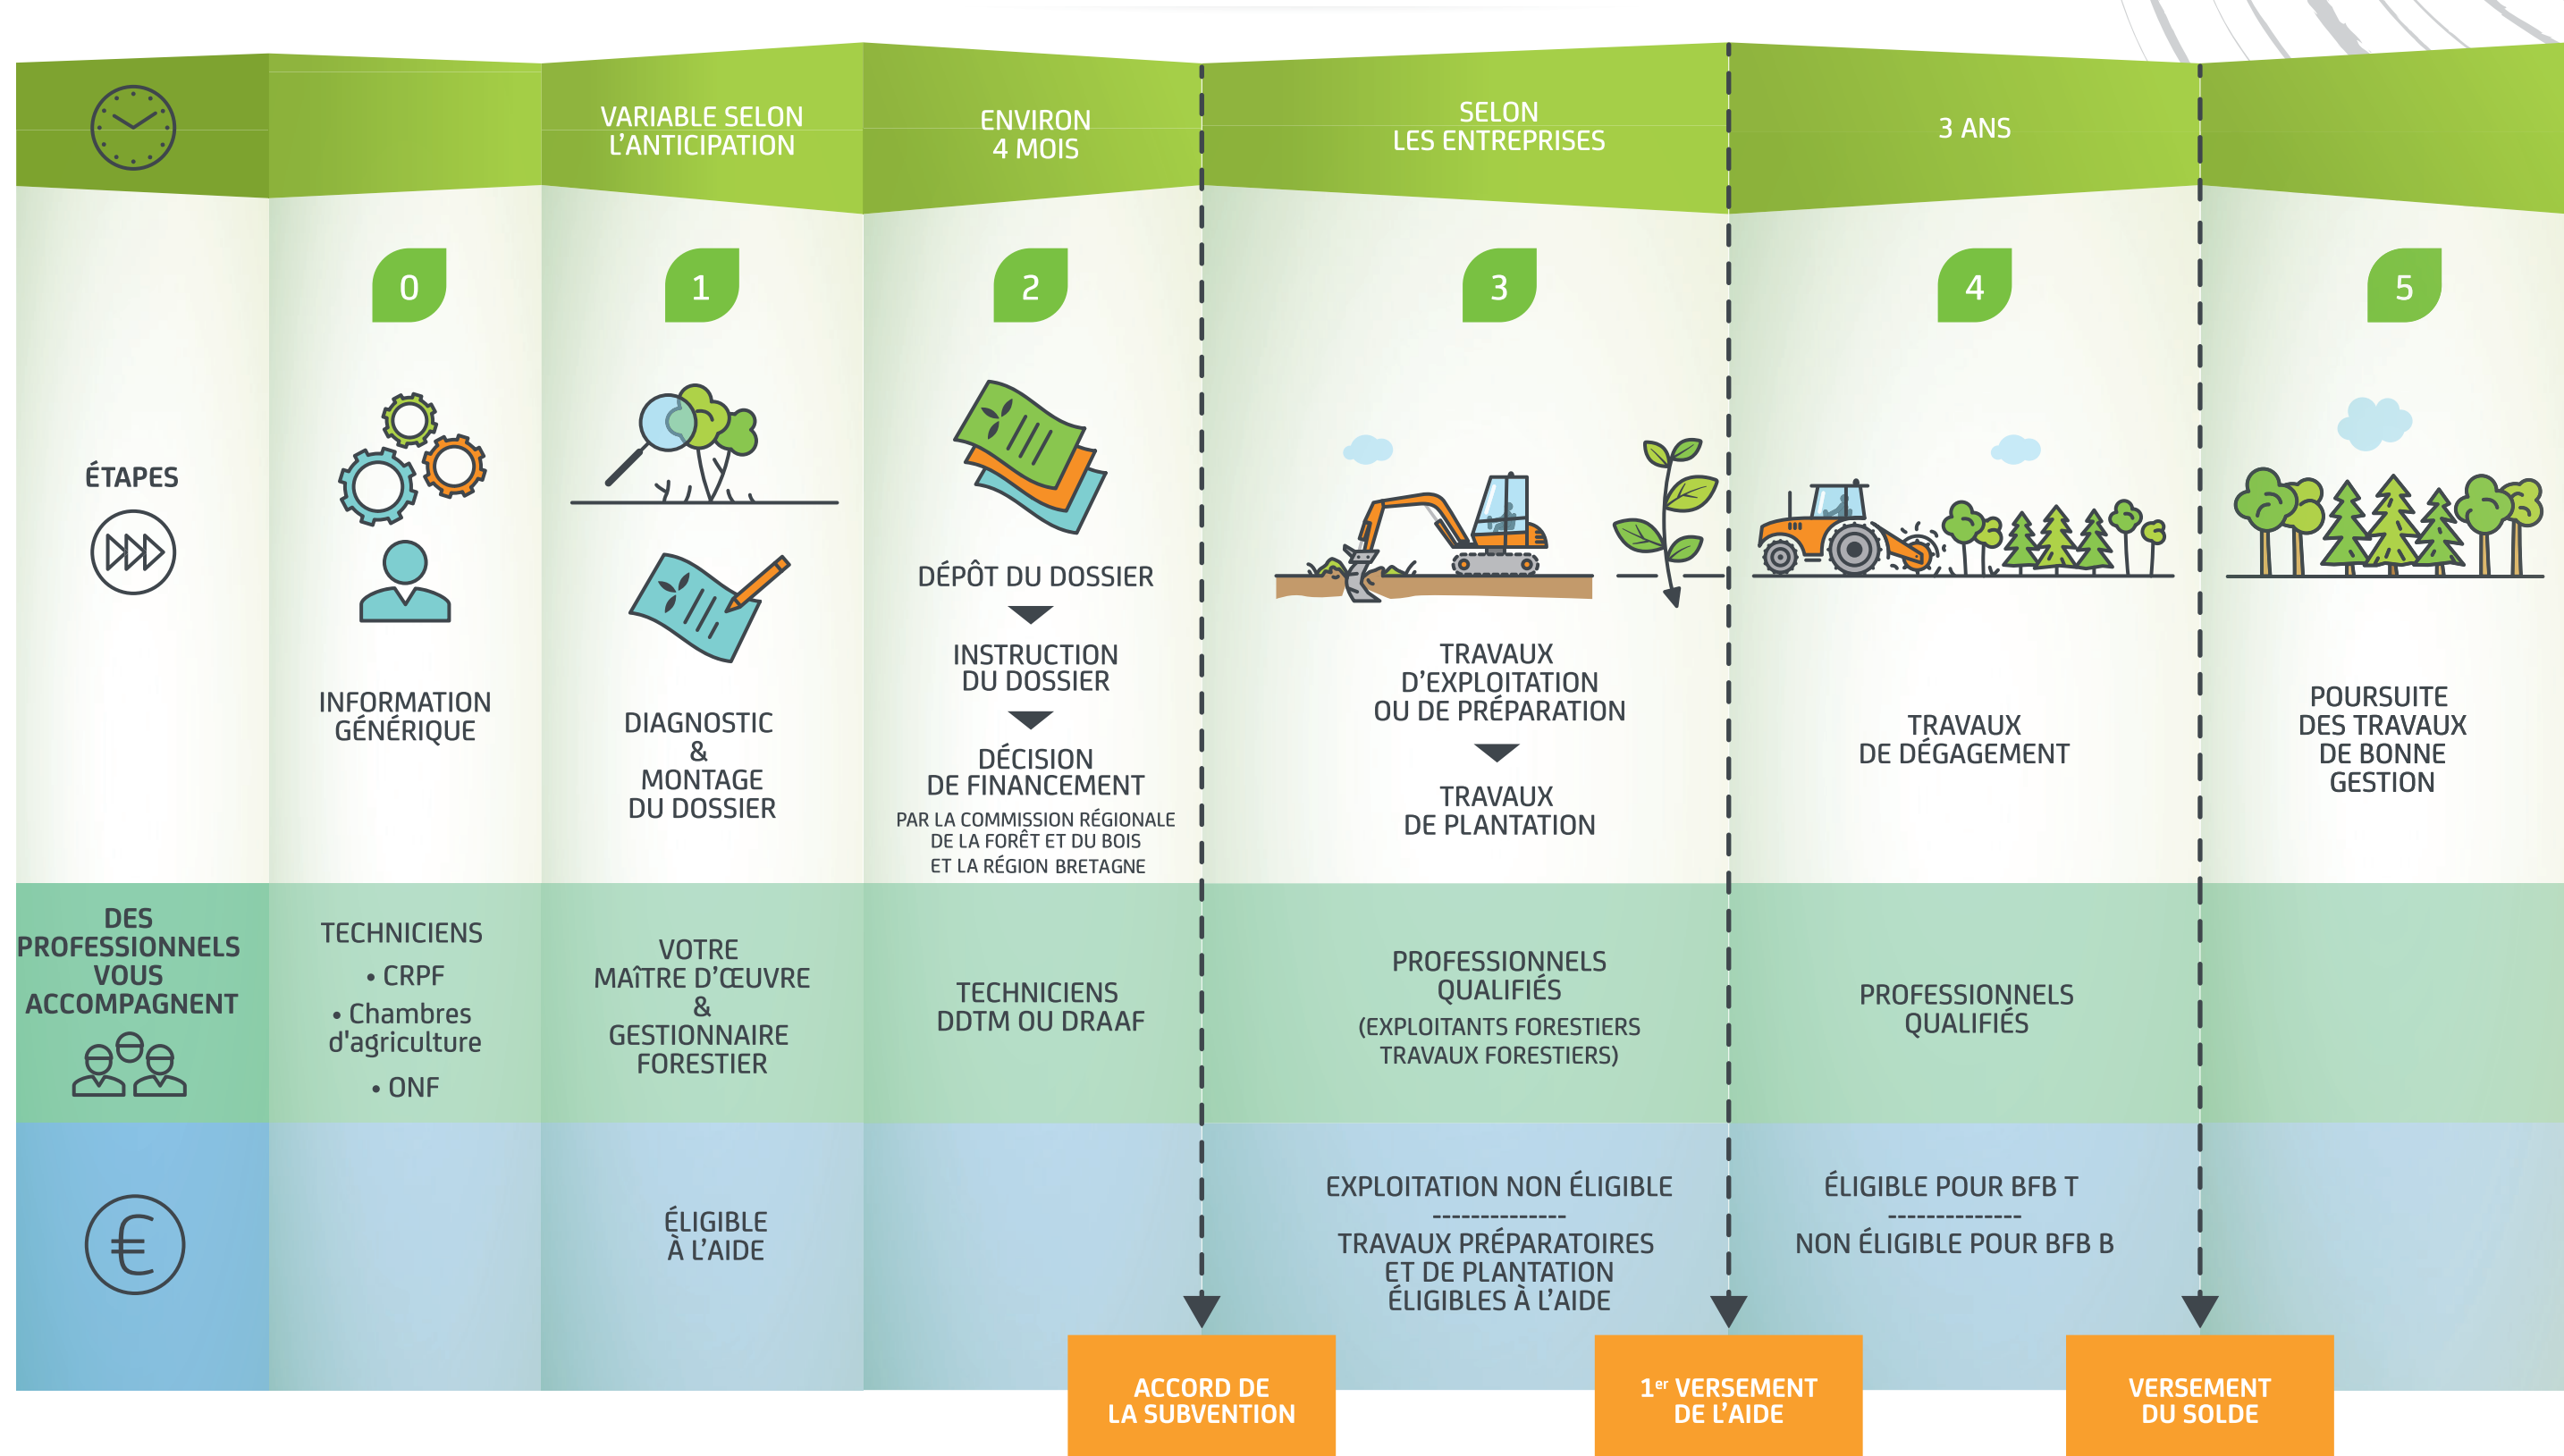 VARIABLE SELON
L'ANTICIPATION
ENVIRON
4 MOIS
SELON
LES ENTREPRISES
3 ANS
ÉTAPES
0
INFORMATION
GÉNÉRIQUE
1
DIAGNOSTIC
&
MONTAGE
DU DOSSIER
2
DÉPÔT DU DOSSIER
INSTRUCTION
DU DOSSIER
DÉCISION
DE FINANCEMENT
PAR LA COMMISSION RÉGIONALE
DE LA FORÊT ET DU BOIS
ET LA RÉGION BRETAGNE
3
TRAVAUX
D'EXPLOITATION
OU DE PRÉPARATION
TRAVAUX
DE PLANTATION
4
TRAVAUX
DE DÉGAGEMENT
5
POURSUITE
DES TRAVAUX
DE BONNE
GESTION
DES
PROFESSIONNELS
VOUS
ACCOMPAGNENT
TECHNICIENS
• CRPF
• Chambres
d'agriculture
• ONF
VOTRE
MAîTRE D'ŒUVRE
&
GESTIONNAIRE
FORESTIER
TECHNICIENS
DDTM OU DRAAF
PROFESSIONNELS
QUALIFIÉS
(EXPLOITANTS FORESTIERS
TRAVAUX FORESTIERS)
PROFESSIONNELS
QUALIFIÉS
€
ÉLIGIBLE
À L'AIDE
EXPLOITATION NON ÉLIGIBLE
--------------
TRAVAUX PRÉPARATOIRES
ET DE PLANTATION
ÉLIGIBLES À L'AIDE
ÉLIGIBLE POUR BFB T
--------------
NON ÉLIGIBLE POUR BFB B
ACCORD DE
LA SUBVENTION
1er VERSEMENT
DE L'AIDE
VERSEMENT
DU SOLDE